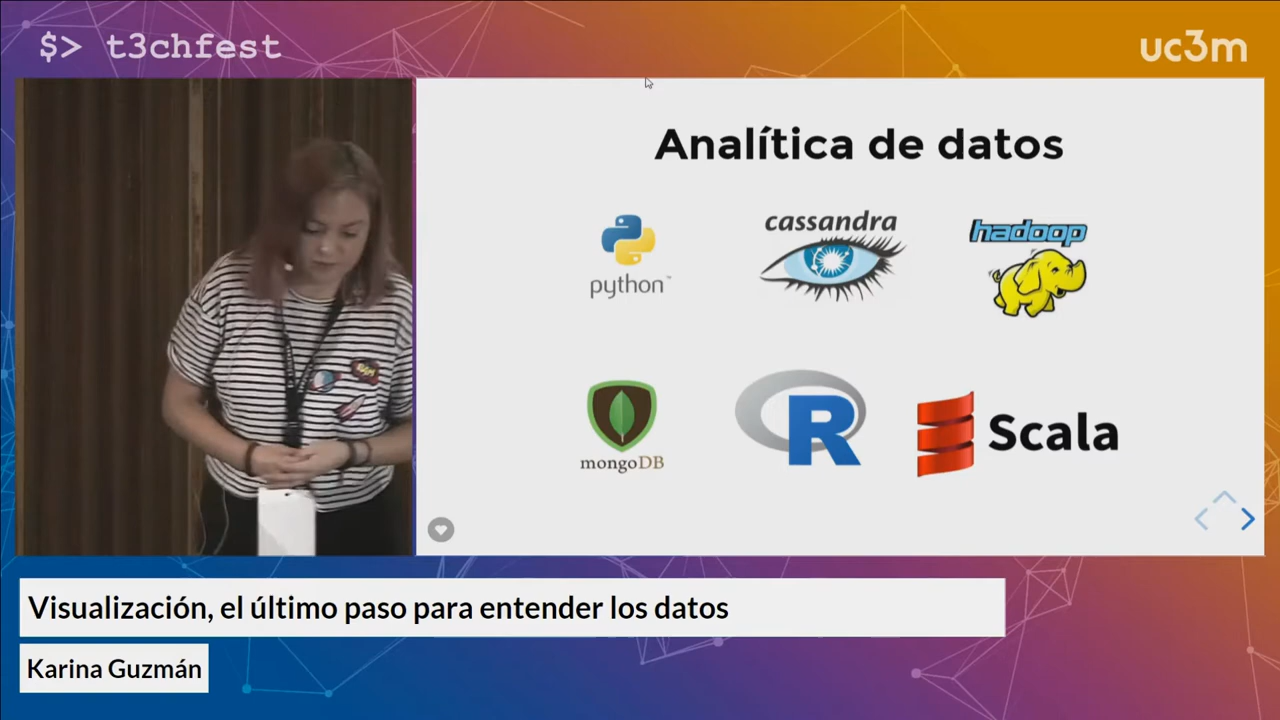 $> t3chfest
uc3m
Analítica de datos
python™
cassandra
hadoop
mongoDB
R
Scala
Visualización, el último paso para entender los datos
Karina Guzmán